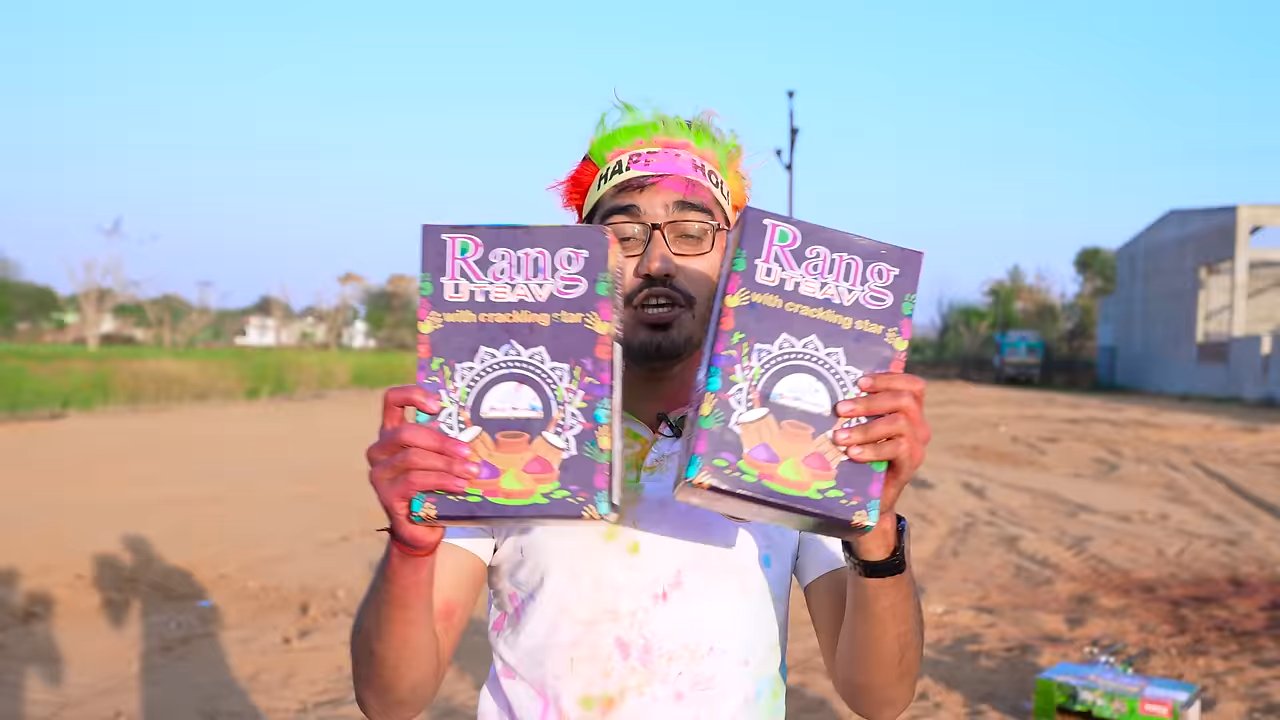 HAPPY HOLI
Rang
UTSAV
with crackling star
Rang
UTSAV
with crackling star